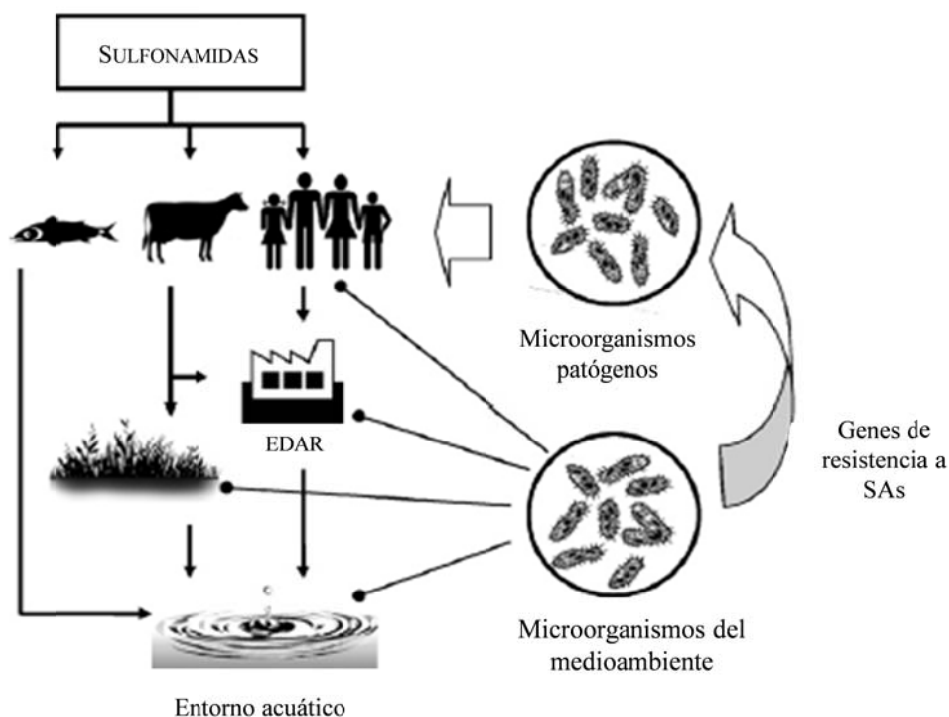 SULFONAMIDAS
Microorganismos
patógenos
EDAR
Genes de
resistencia a
SAs
Microorganismos del
medioambiente
Entorno acuático